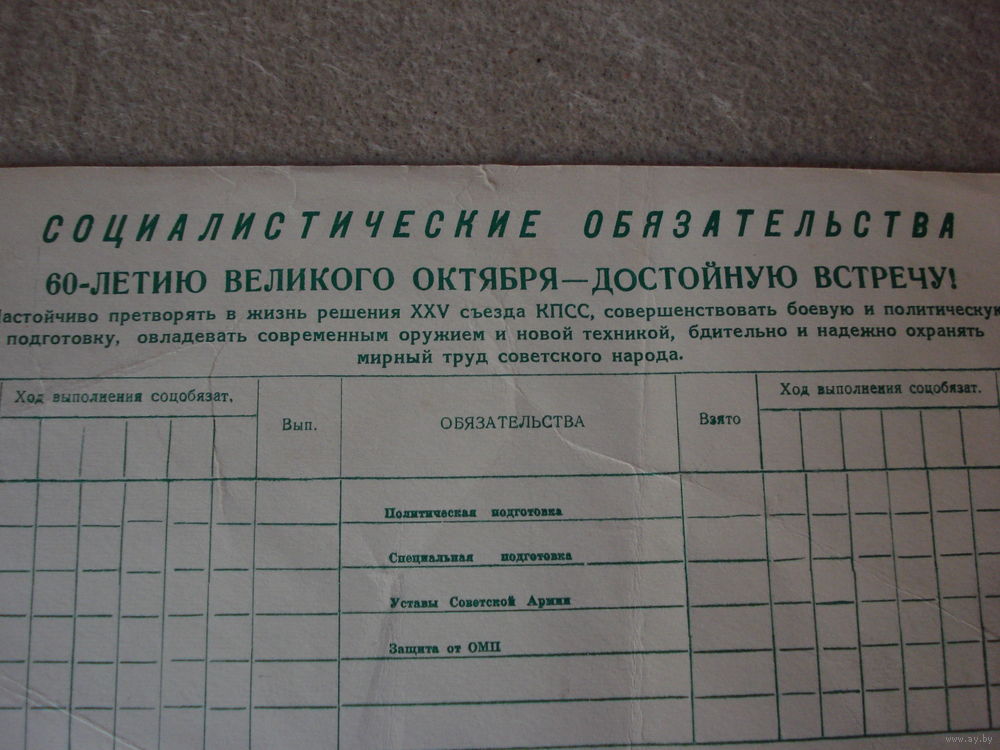 СОЦИАЛИСТИЧЕСКИЕ ОБЯЗАТЕЛЬСТВА
60-ЛЕТИЮ ВЕЛИКОГО ОКТЯБРЯ—ДОСТОЙНУЮ ВСТРЕЧУ!
Настойчиво претворять в жизнь решения XXV съезда КПСС, совершенствовать боевую и политическую
подготовку, овладевать современным оружием и новой техникой, бдительно и надежно охранять
мирный труд советского народа.
Ход выполнения соцобязат,
Вып.
ОБЯЗАТЕЛЬСТВА
Взято
Ход выполнения соцобязат.
Политическая подготовка
Специальная подготовка
Уставы Советской Армии
Защита от ОМП
www.ay.by